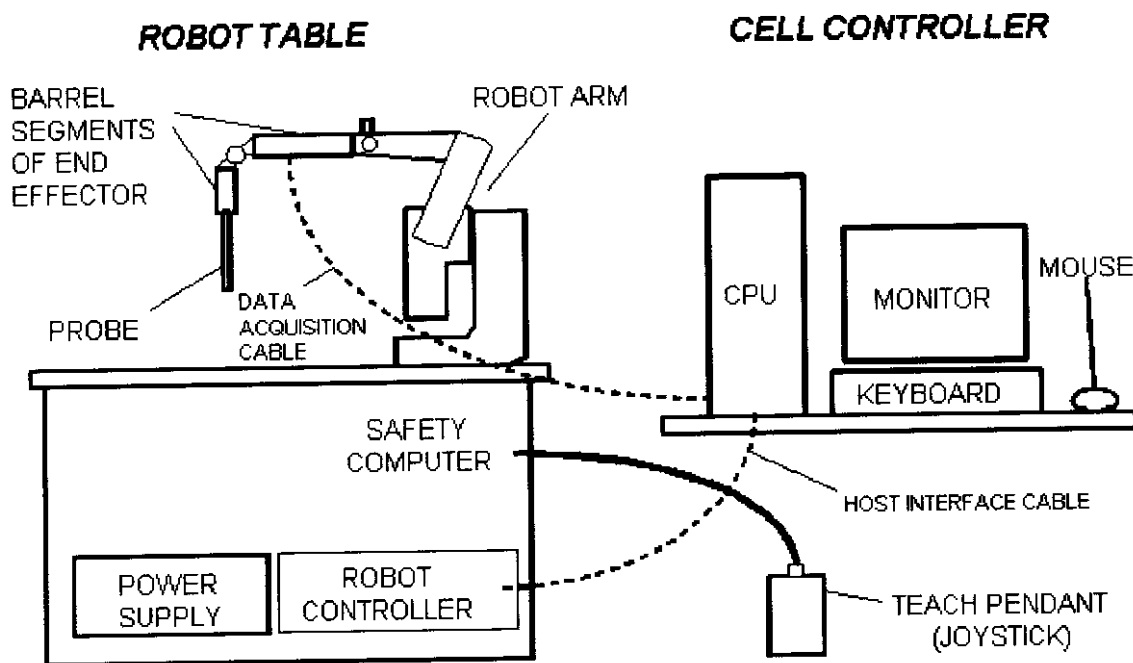 ROBOT TABLE
CELL CONTROLLER
BARREL
SEGMENTS
OF END
EFFECTOR
ROBOT ARM
PROBE
DATA
ACQUISITION
CABLE
CPU
MONITOR
MOUSE
KEYBOARD
SAFETY
COMPUTER
HOST INTERFACE CABLE
POWER
SUPPLY
ROBOT
CONTROLLER
TEACH PENDANT
(JOYSTICK)